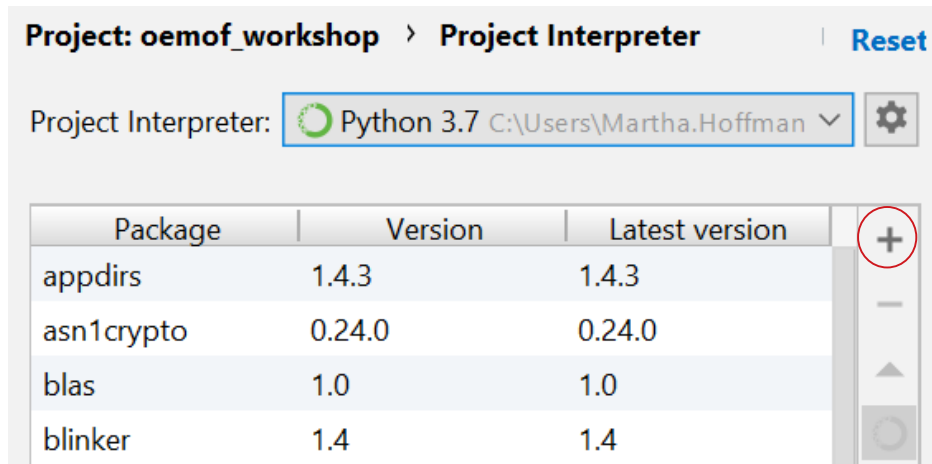 Project: oemof_workshop › Project Interpreter Reset
Project Interpreter: Python 3.7 C:\Users\Martha.Hoffman
Package Version Latest version
appdirs 1.4.3 1.4.3
asn1crypto 0.24.0 0.24.0
blas 1.0 1.0
blinker 1.4 1.4